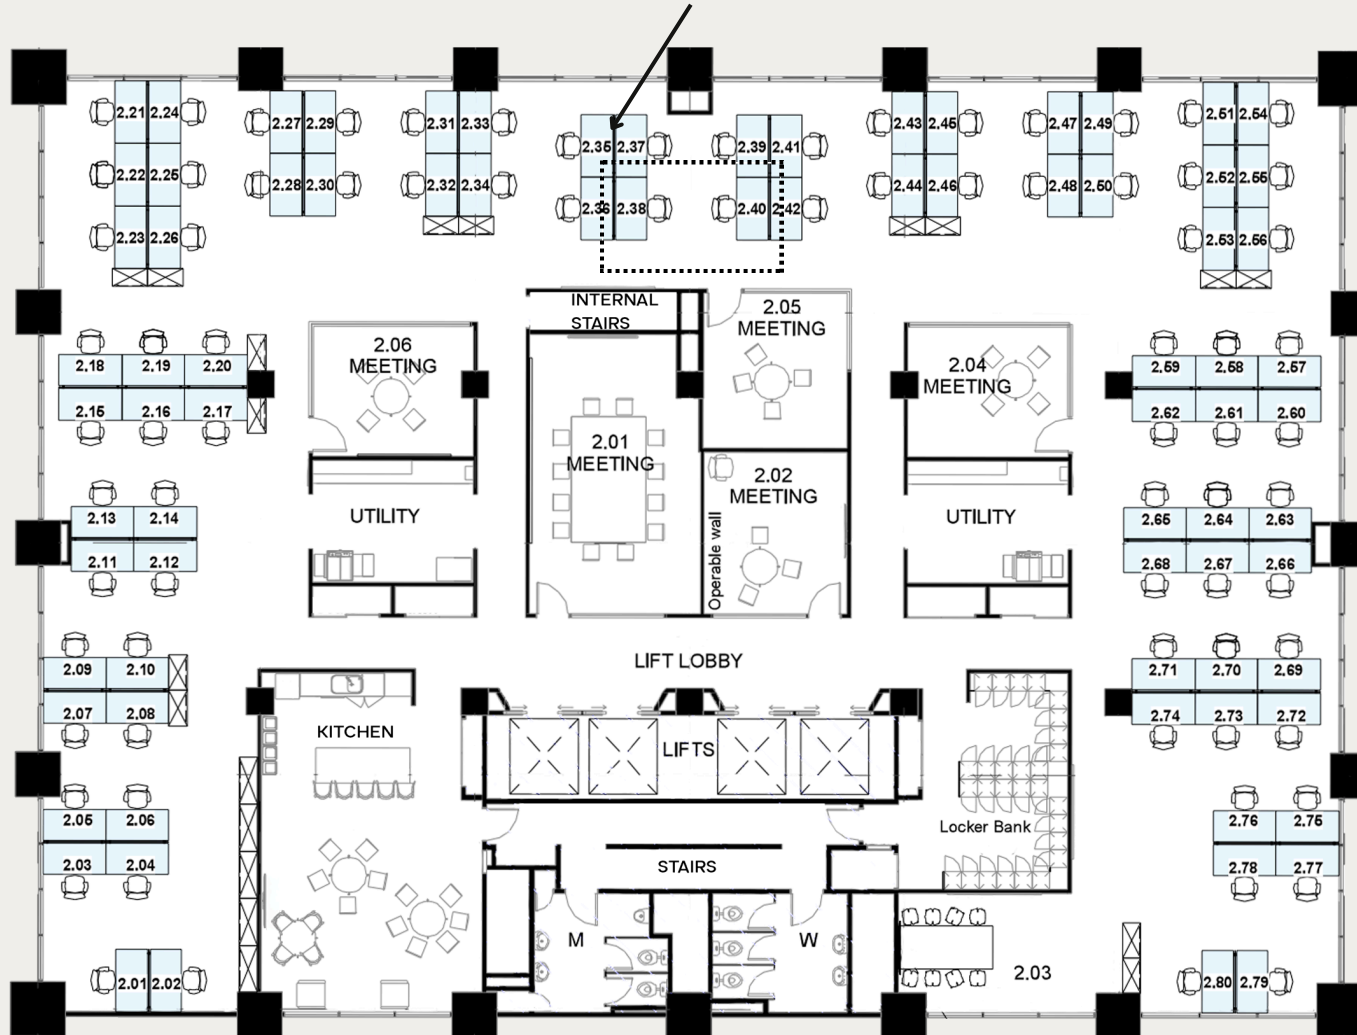 2.21 2.24
2.27 2.29
2.31 2.33
2.35 2.37
2.39 2.41
2.43 2.45
2.47 2.49
2.51 2.54
2.22 2.25
2.28 2.30
2.32 2.34
2.36 2.38
2.40 2.42
2.44 2.46
2.48 2.50
2.52 2.55
2.23 2.26
2.53 2.56
INTERNAL
STAIRS
2.05
MEETING
2.06
MEETING
2.04
MEETING
2.18 2.19 2.20
2.15 2.16 2.17
2.59 2.58 2.57
2.62 2.61 2.60
2.01
MEETING
2.02
MEETING
Operable wall
UTILITY
UTILITY
2.13 2.14
2.11 2.12
2.65 2.64 2.63
2.68 2.67 2.66
LIFT LOBBY
2.09 2.10
2.07 2.08
2.71 2.70 2.69
2.74 2.73 2.72
KITCHEN
LIFTS
2.05 2.06
2.03 2.04
Locker Bank
2.76 2.75
2.78 2.77
STAIRS
M
W
2.03
2.01 2.02
2.80 2.79